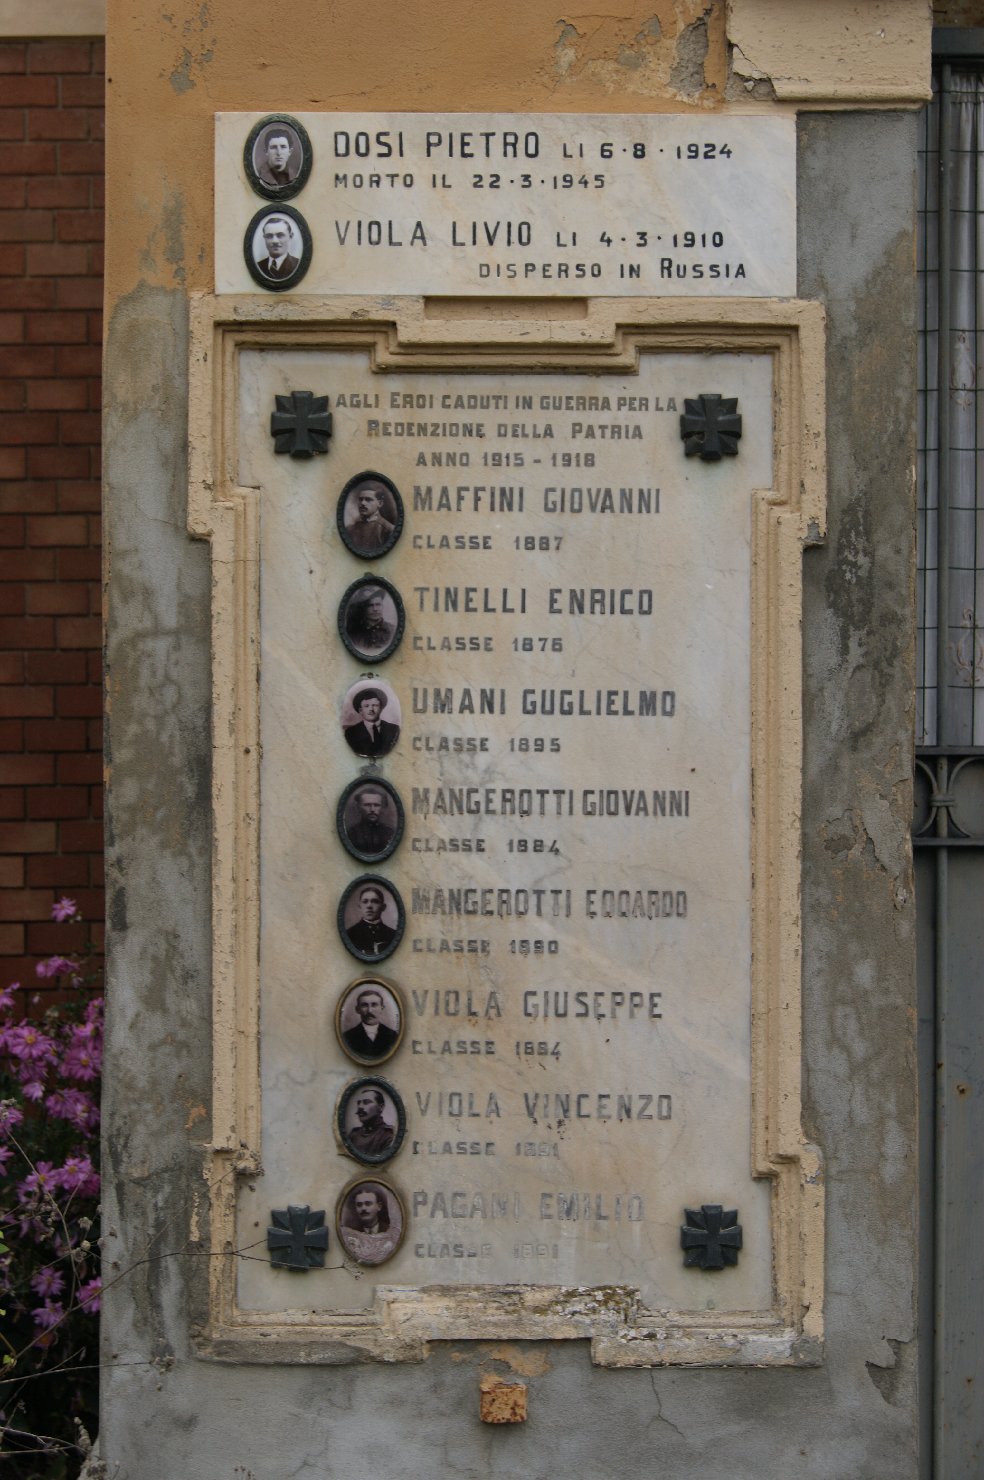 DOSI PIETRO LI 6·8·1924
MORTO IL 22·3·1945
VIOLA LIVIO LI 4·3·1910
DISPERSO IN RUSSIA
AGLI EROI CADUTI IN GUERRA PER LA
REDENZIONE DELLA PATRIA
ANNO 1915-1918
MAFFINI GIOVANNI
CLASSE 1887
TINELLI ENRICO
CLASSE 1876
UMANI GUGLIELMO
CLASSE 1895
MANGEROTTI GIOVANNI
CLASSE 1884
MANGEROTTI EDOARDO
CLASSE 1890
VIOLA GIUSEPPE
CLASSE 1884
VIOLA VINCENZO
CLASSE 1891
PAGANI EMILIO
CLASSE 1891